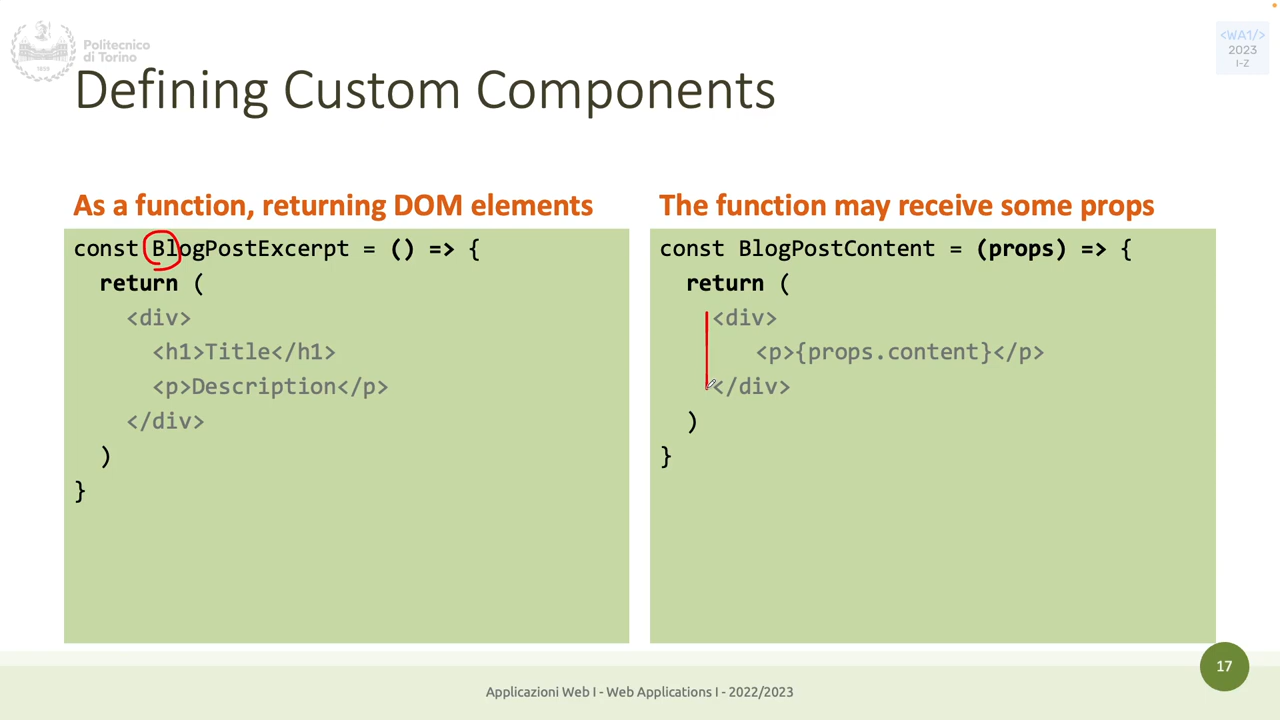 Politecnico
di Torino
1859
<WA1/>
2023
I-Z
Defining Custom Components
As a function, returning DOM elements
const BlogPostExcerpt = () => {
return (
<div>
<h1>Title</h1>
<p>Description</p>
</div>
)
}
The function may receive some props
const BlogPostContent = (props) => {
return (
<div>
<p>{props.content}</p>
</div>
)
}
17
Applicazioni Web I - Web Applications I - 2022/2023